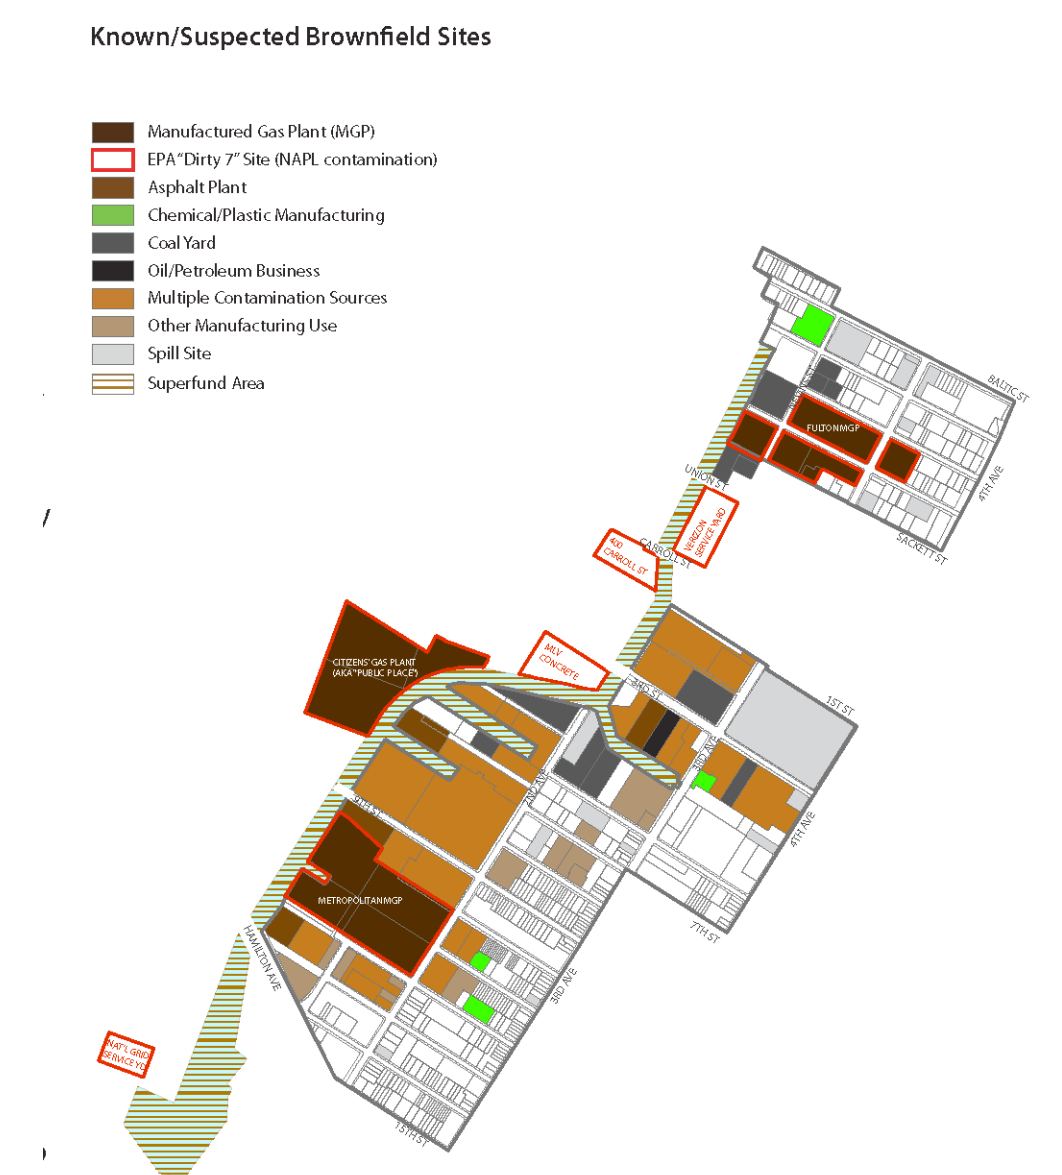 Known/Suspected Brownfield Sites
Manufactured Gas Plant (MGP)
EPA "Dirty 7" Site (NAPL contamination)
Asphalt Plant
Chemical/Plastic Manufacturing
Coal Yard
Oil/Petroleum Business
Multiple Contamination Sources
Other Manufacturing Use
Spill Site
Superfund Area
BALTIC ST
NEVINS ST
FULTON MGP
4TH AVE
UNION ST
SACKETT ST
VERIZON
SERVICE YARD
400
CARROLL ST
CARROLL ST
MLV
CONCRETE
CITIZENS' GAS PLANT
(AKA "PUBLIC PLACE")
3RD ST
1ST ST
3RD AVE
2ND AVE
4TH AVE
9TH ST
METROPOLITAN MGP
7TH ST
HAMILTON AVE
3RD AVE
NAT'L GRID
SERVICE YD
15TH ST